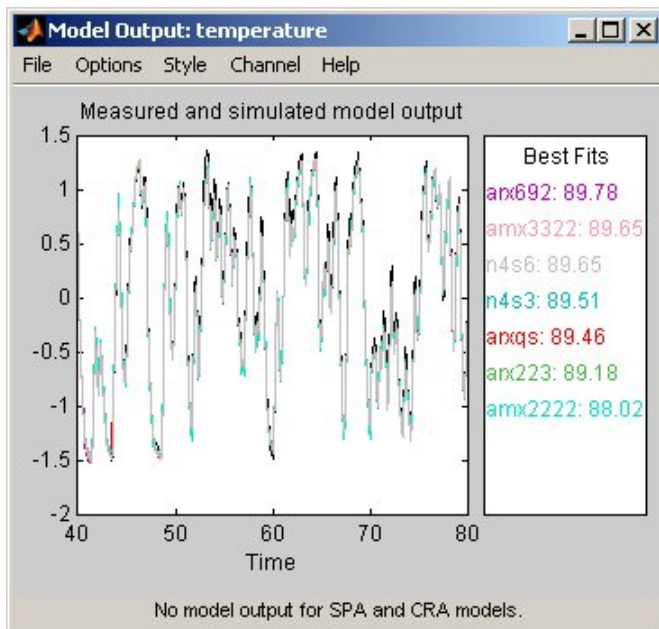 Model Output: temperature
File Options Style Channel Help
Measured and simulated model output
1.5
1
0.5
0
-0.5
-1
-1.5
-2
40 50 60 70 80
Time
Best Fits
arx692: 89.78
amx3322: 89.65
n4s6: 89.65
n4s3: 89.51
arxqs: 89.46
arx223: 89.18
amx2222: 88.02
No model output for SPA and CRA models.